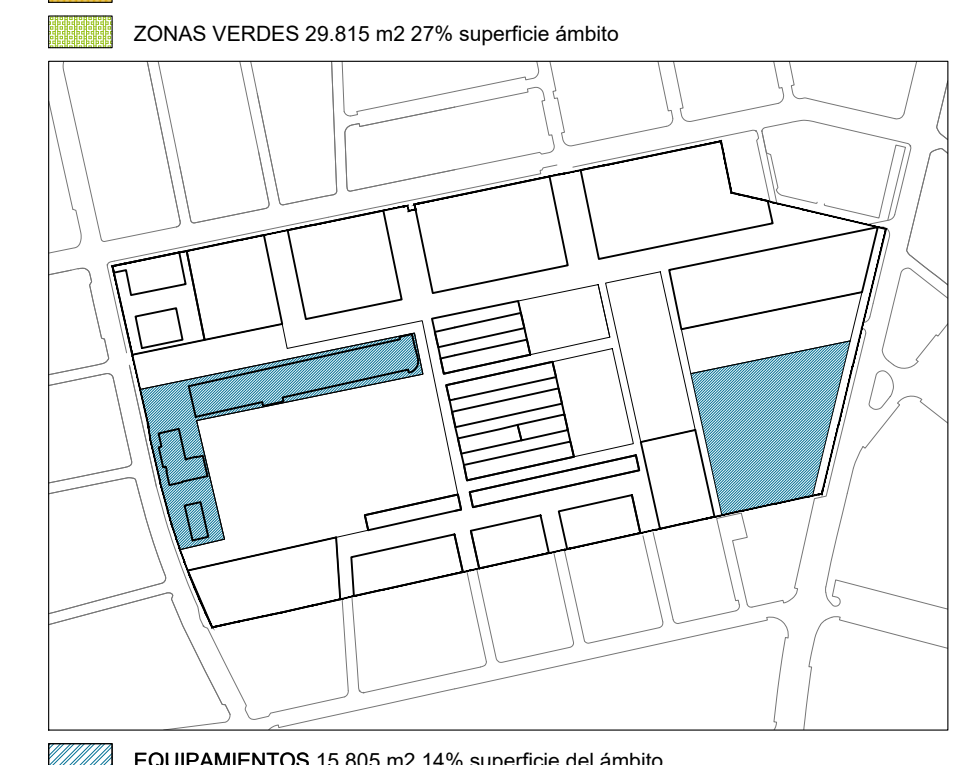 ZONAS VERDES 29.815 m2 27% superficie ámbito
EQUIPAMIENTOS 15.805 m2 14% superficie del ámbito